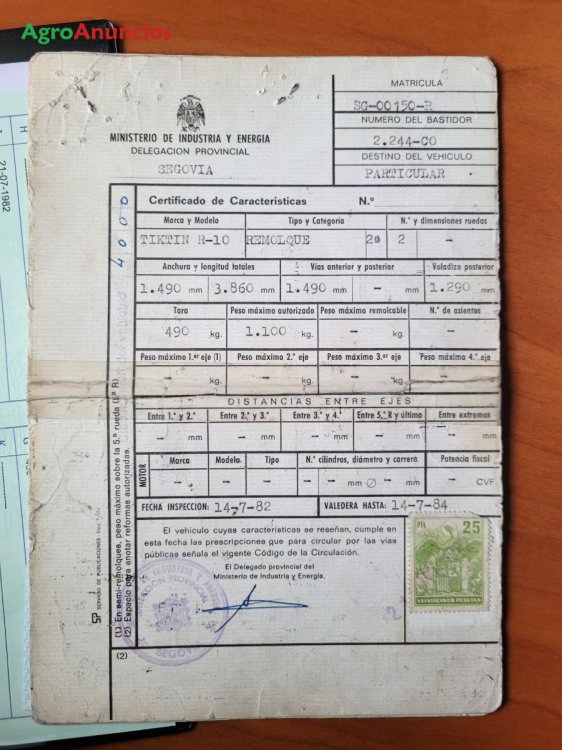 AgroAnuncios
MATRICULA
SG-00150-R
NUMERO DEL BASTIDOR
2.244-CO
DESTINO DEL VEHICULO
PARTICULAR
MINISTERIO DE INDUSTRIA Y ENERGIA
DELEGACION PROVINCIAL
SEGOVIA
Certificado de Características N.º
Marca y Modelo Tipo y Categoría N.º y dimensiones ruedas
TIKTIN R-10 REMOLQUE 2ª 2 -
Anchura y longitud totales Vías anterior y posterior Voladizo posterior
1.490 mm 3.860 mm 1.490 mm - mm 1.290 mm
Tara Peso máximo autorizado Peso máximo remolcable N.º de asientos
490 kg. 1.100 kg. - kg. -
Peso máximo 1.er eje (1) Peso máximo 2.º eje Peso máximo 3.er eje Peso máximo 4.º eje
- kg. - kg. - kg. - kg.
DISTANCIAS ENTRE EJES
Entre 1.º y 2.º Entre 2.º y 3.º Entre 3.º y 4.º Entre 5.ª R y último Entre extremos
- mm - mm - mm - mm - mm
MOTOR Marca Modelo Tipo N.º cilindros, diámetro y carrera Potencia fiscal
- - - - mm ∅ - mm - CVF
FECHA INSPECCION: 14-7-82 VALEDERA HASTA: 14-7-84
El vehículo cuyas características se reseñan, cumple en
esta fecha las prescripciones que para circular por las vías
públicas señala el vigente Código de la Circulación.
El Delegado provincial del
Ministerio de Industria y Energía,
PTA 25
VEINTICINCO PESETAS
SEGOVIA
(2)
4000
(1) En semi-remolques, peso máximo sobre la 5.ª rueda (5.ª R)
(2) Espacio para anotar reformas autorizadas.
SERVICIO DE PUBLICACIONES
21-07-1982
H
G
K